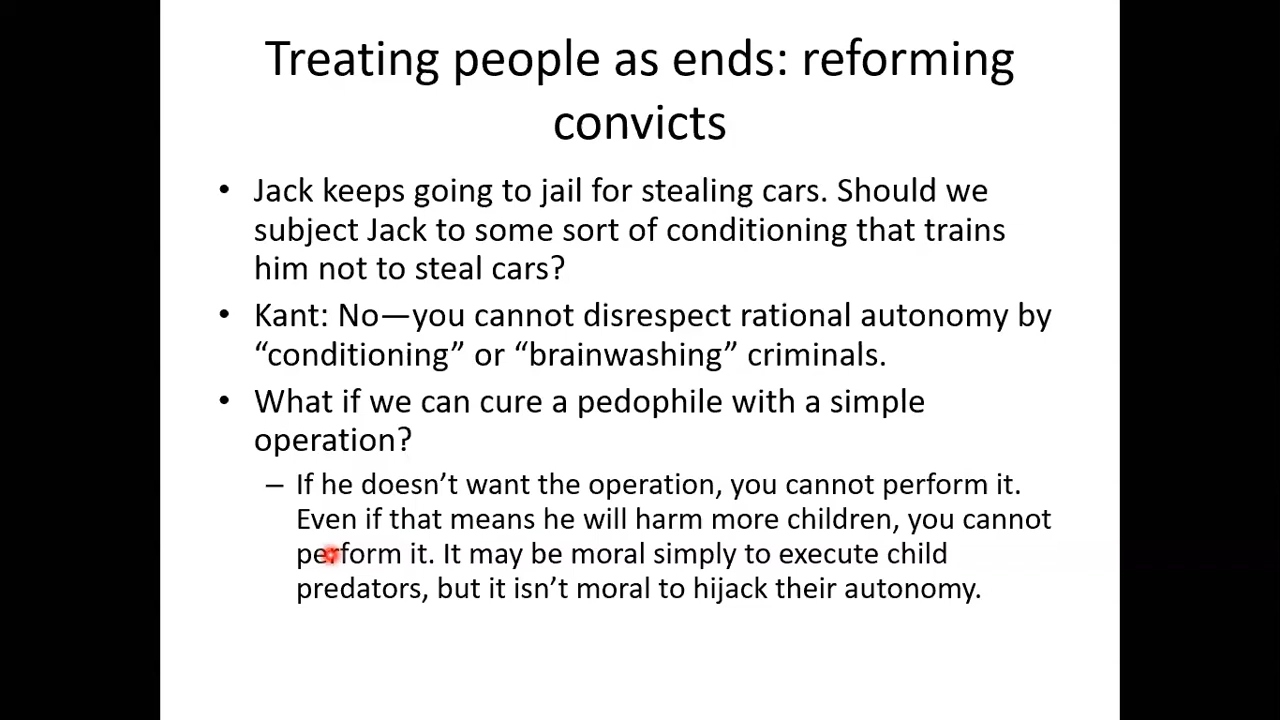 Treating people as ends: reforming
convicts
• Jack keeps going to jail for stealing cars. Should we
subject Jack to some sort of conditioning that trains
him not to steal cars?
• Kant: No—you cannot disrespect rational autonomy by
“conditioning” or “brainwashing” criminals.
• What if we can cure a pedophile with a simple
operation?
– If he doesn’t want the operation, you cannot perform it.
Even if that means he will harm more children, you cannot
perform it. It may be moral simply to execute child
predators, but it isn’t moral to hijack their autonomy.